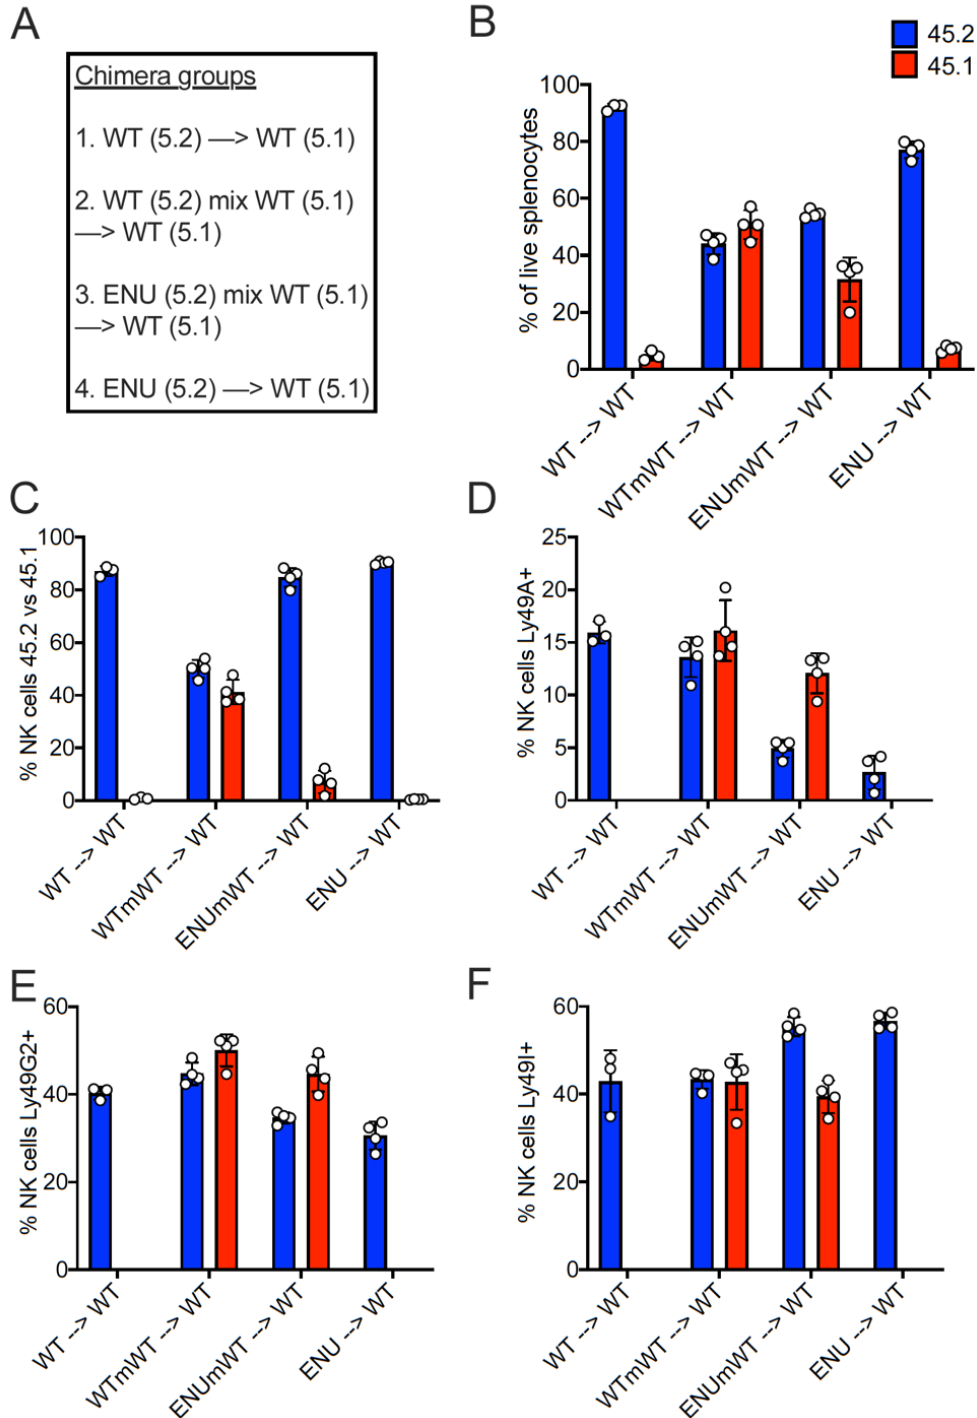 A
Chimera groups
1. WT (5.2) —> WT (5.1)
2. WT (5.2) mix WT (5.1)
—> WT (5.1)
3. ENU (5.2) mix WT (5.1)
—> WT (5.1)
4. ENU (5.2) —> WT (5.1)
B
45.2
45.1
% of live splenocytes
100
80
60
40
20
0
WT --> WT
WTmWT --> WT
ENUmWT --> WT
ENU --> WT
C
% NK cells 45.2 vs 45.1
100
80
60
40
20
0
WT --> WT
WTmWT --> WT
ENUmWT --> WT
ENU --> WT
D
% NK cells Ly49A+
25
20
15
10
5
0
WT --> WT
WTmWT --> WT
ENUmWT --> WT
ENU --> WT
E
% NK cells Ly49G2+
60
40
20
0
WT --> WT
WTmWT --> WT
ENUmWT --> WT
ENU --> WT
F
% NK cells Ly49I+
60
40
20
0
WT --> WT
WTmWT --> WT
ENUmWT --> WT
ENU --> WT